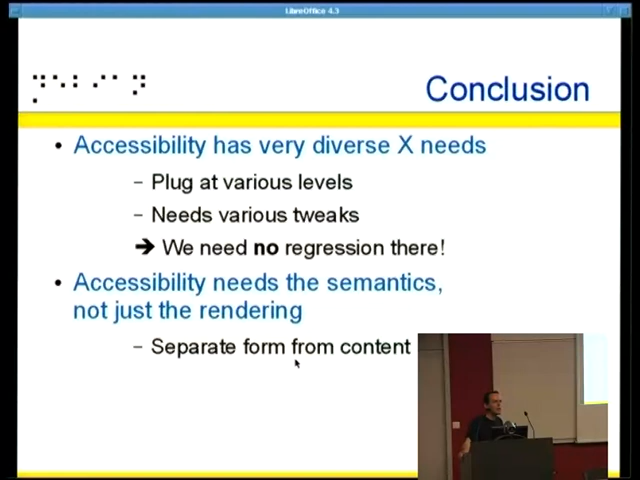 LibreOffice 4.3
Conclusion
• Accessibility has very diverse X needs
– Plug at various levels
– Needs various tweaks
➔ We need no regression there!
• Accessibility needs the semantics,
not just the rendering
– Separate form from content